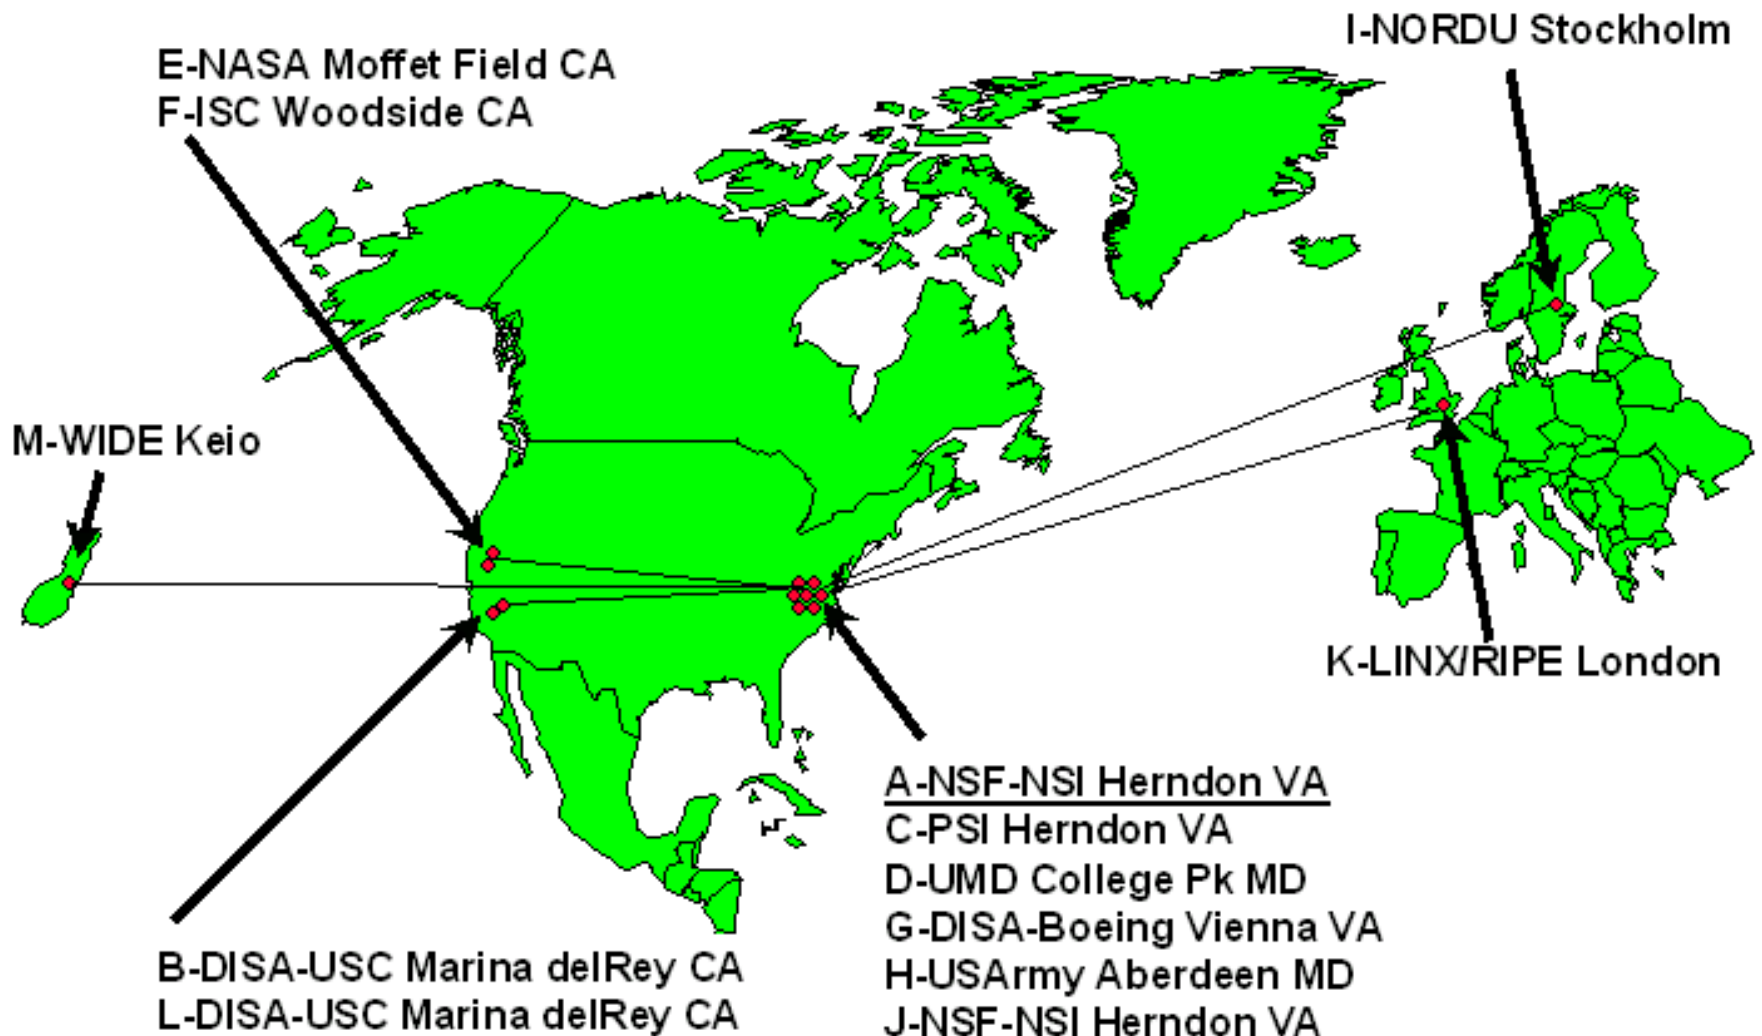 E-NASA Moffet Field CA
F-ISC Woodside CA
I-NORDU Stockholm
M-WIDE Keio
K-LINX/RIPE London
A-NSF-NSI Herndon VA
C-PSI Herndon VA
D-UMD College Pk MD
G-DISA-Boeing Vienna VA
H-USArmy Aberdeen MD
J-NSF-NSI Herndon VA
B-DISA-USC Marina delRey CA
L-DISA-USC Marina delRey CA